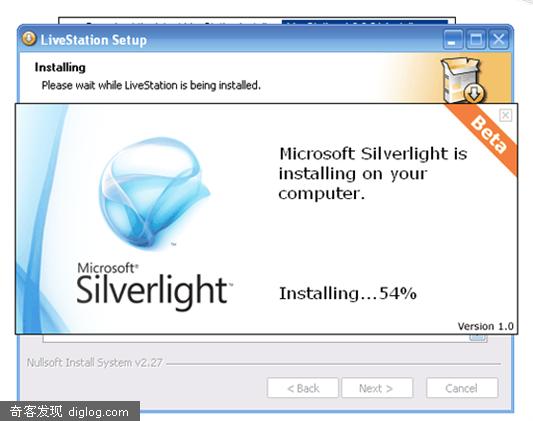 LiveStation Setup
Installing
Please wait while LiveStation is being installed.
Beta
Microsoft Silverlight is
installing on your
computer.
Microsoft®
Silverlight™
Installing...54%
Version 1.0
Nullsoft Install System v2.27
< Back
Next >
Cancel
奇客发现 diglog.com